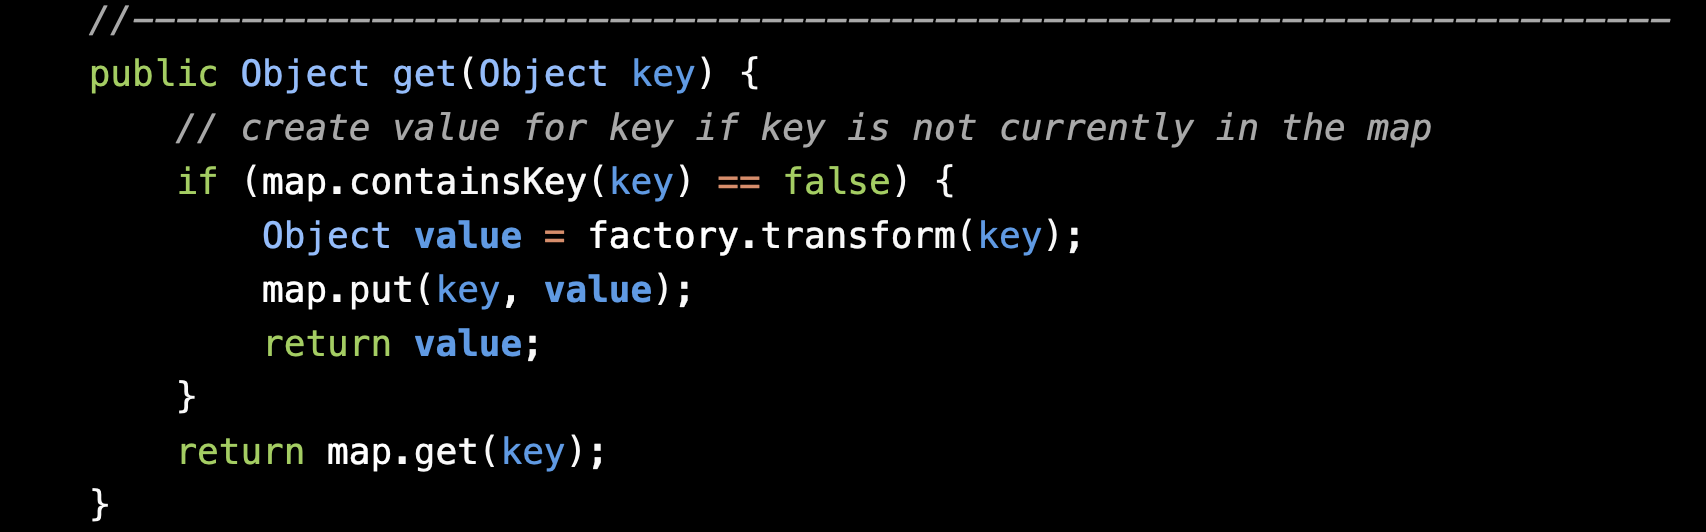 //-----------------------------------------------------------------------
public Object get(Object key) {
    // create value for key if key is not currently in the map
    if (map.containsKey(key) == false) {
        Object value = factory.transform(key);
        map.put(key, value);
        return value;
    }
    return map.get(key);
}